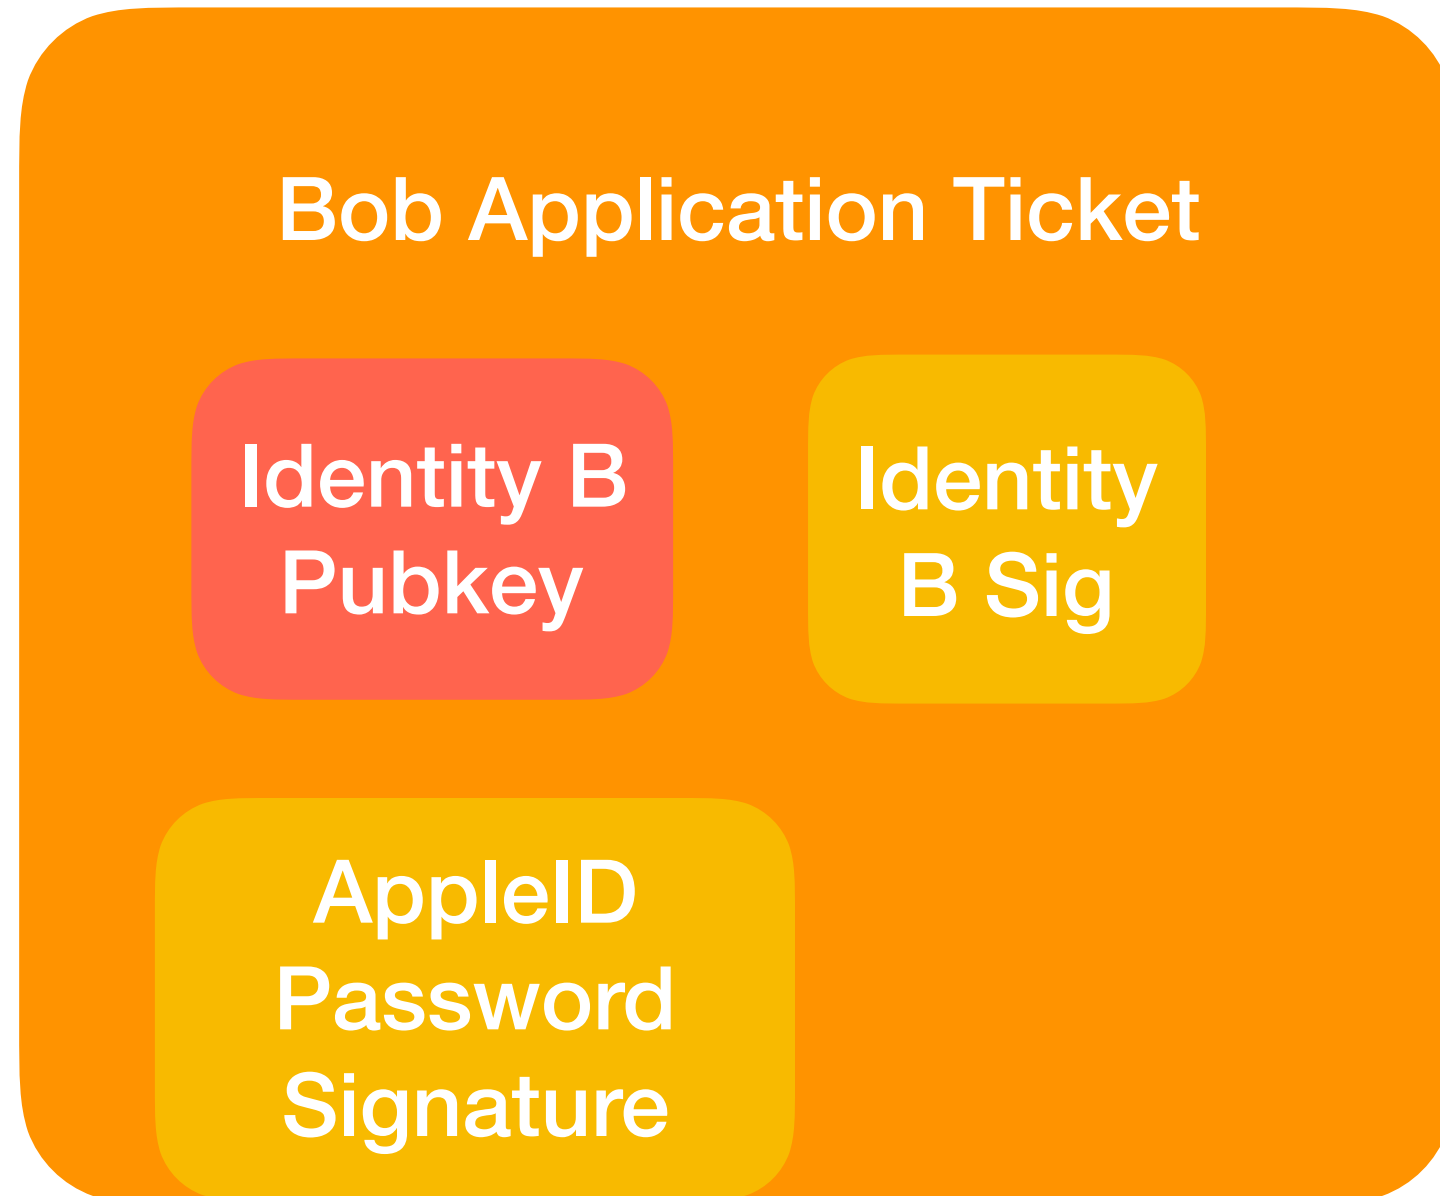 Bob Application Ticket
Identity B
Pubkey
Identity
B Sig
AppleID
Password
Signature